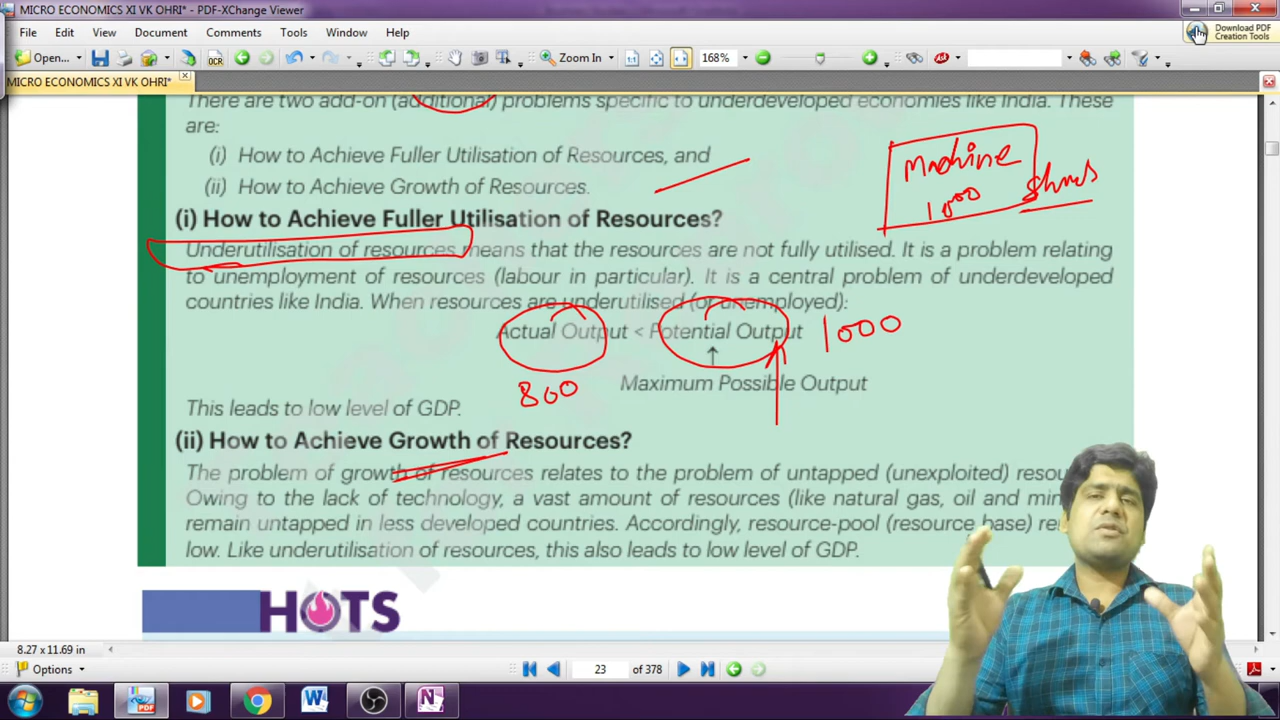 MICRO ECONOMICS XI VK OHRI* - PDF-XChange Viewer
File Edit View Document Comments Tools Window Help
Download PDF
Creation Tools
Open... OCR Zoom In 168%
MICRO ECONOMICS XI VK OHRI*
There are two add-on (additional) problems specific to underdeveloped economies like India. These
are:
(i) How to Achieve Fuller Utilisation of Resources, and
(ii) How to Achieve Growth of Resources.
Machine
1000
(i) How to Achieve Fuller Utilisation of Resources?
Underutilisation of resources means that the resources are not fully utilised. It is a problem relating
to unemployment of resources (labour in particular). It is a central problem of underdeveloped
countries like India. When resources are underutilised (or unemployed):
Actual Output < Potential Output
1000
800
Maximum Possible Output
This leads to low level of GDP.
(ii) How to Achieve Growth of Resources?
The problem of growth of resources relates to the problem of untapped (unexploited)
Owing to the lack of technology, a vast amount of resources (like natural gas, oil and
remain untapped in less developed countries. Accordingly, resource-pool (resource base)
low. Like underutilisation of resources, this also leads to low level of GDP.
HOTS
8.27 x 11.69 in
Options 23 of 378